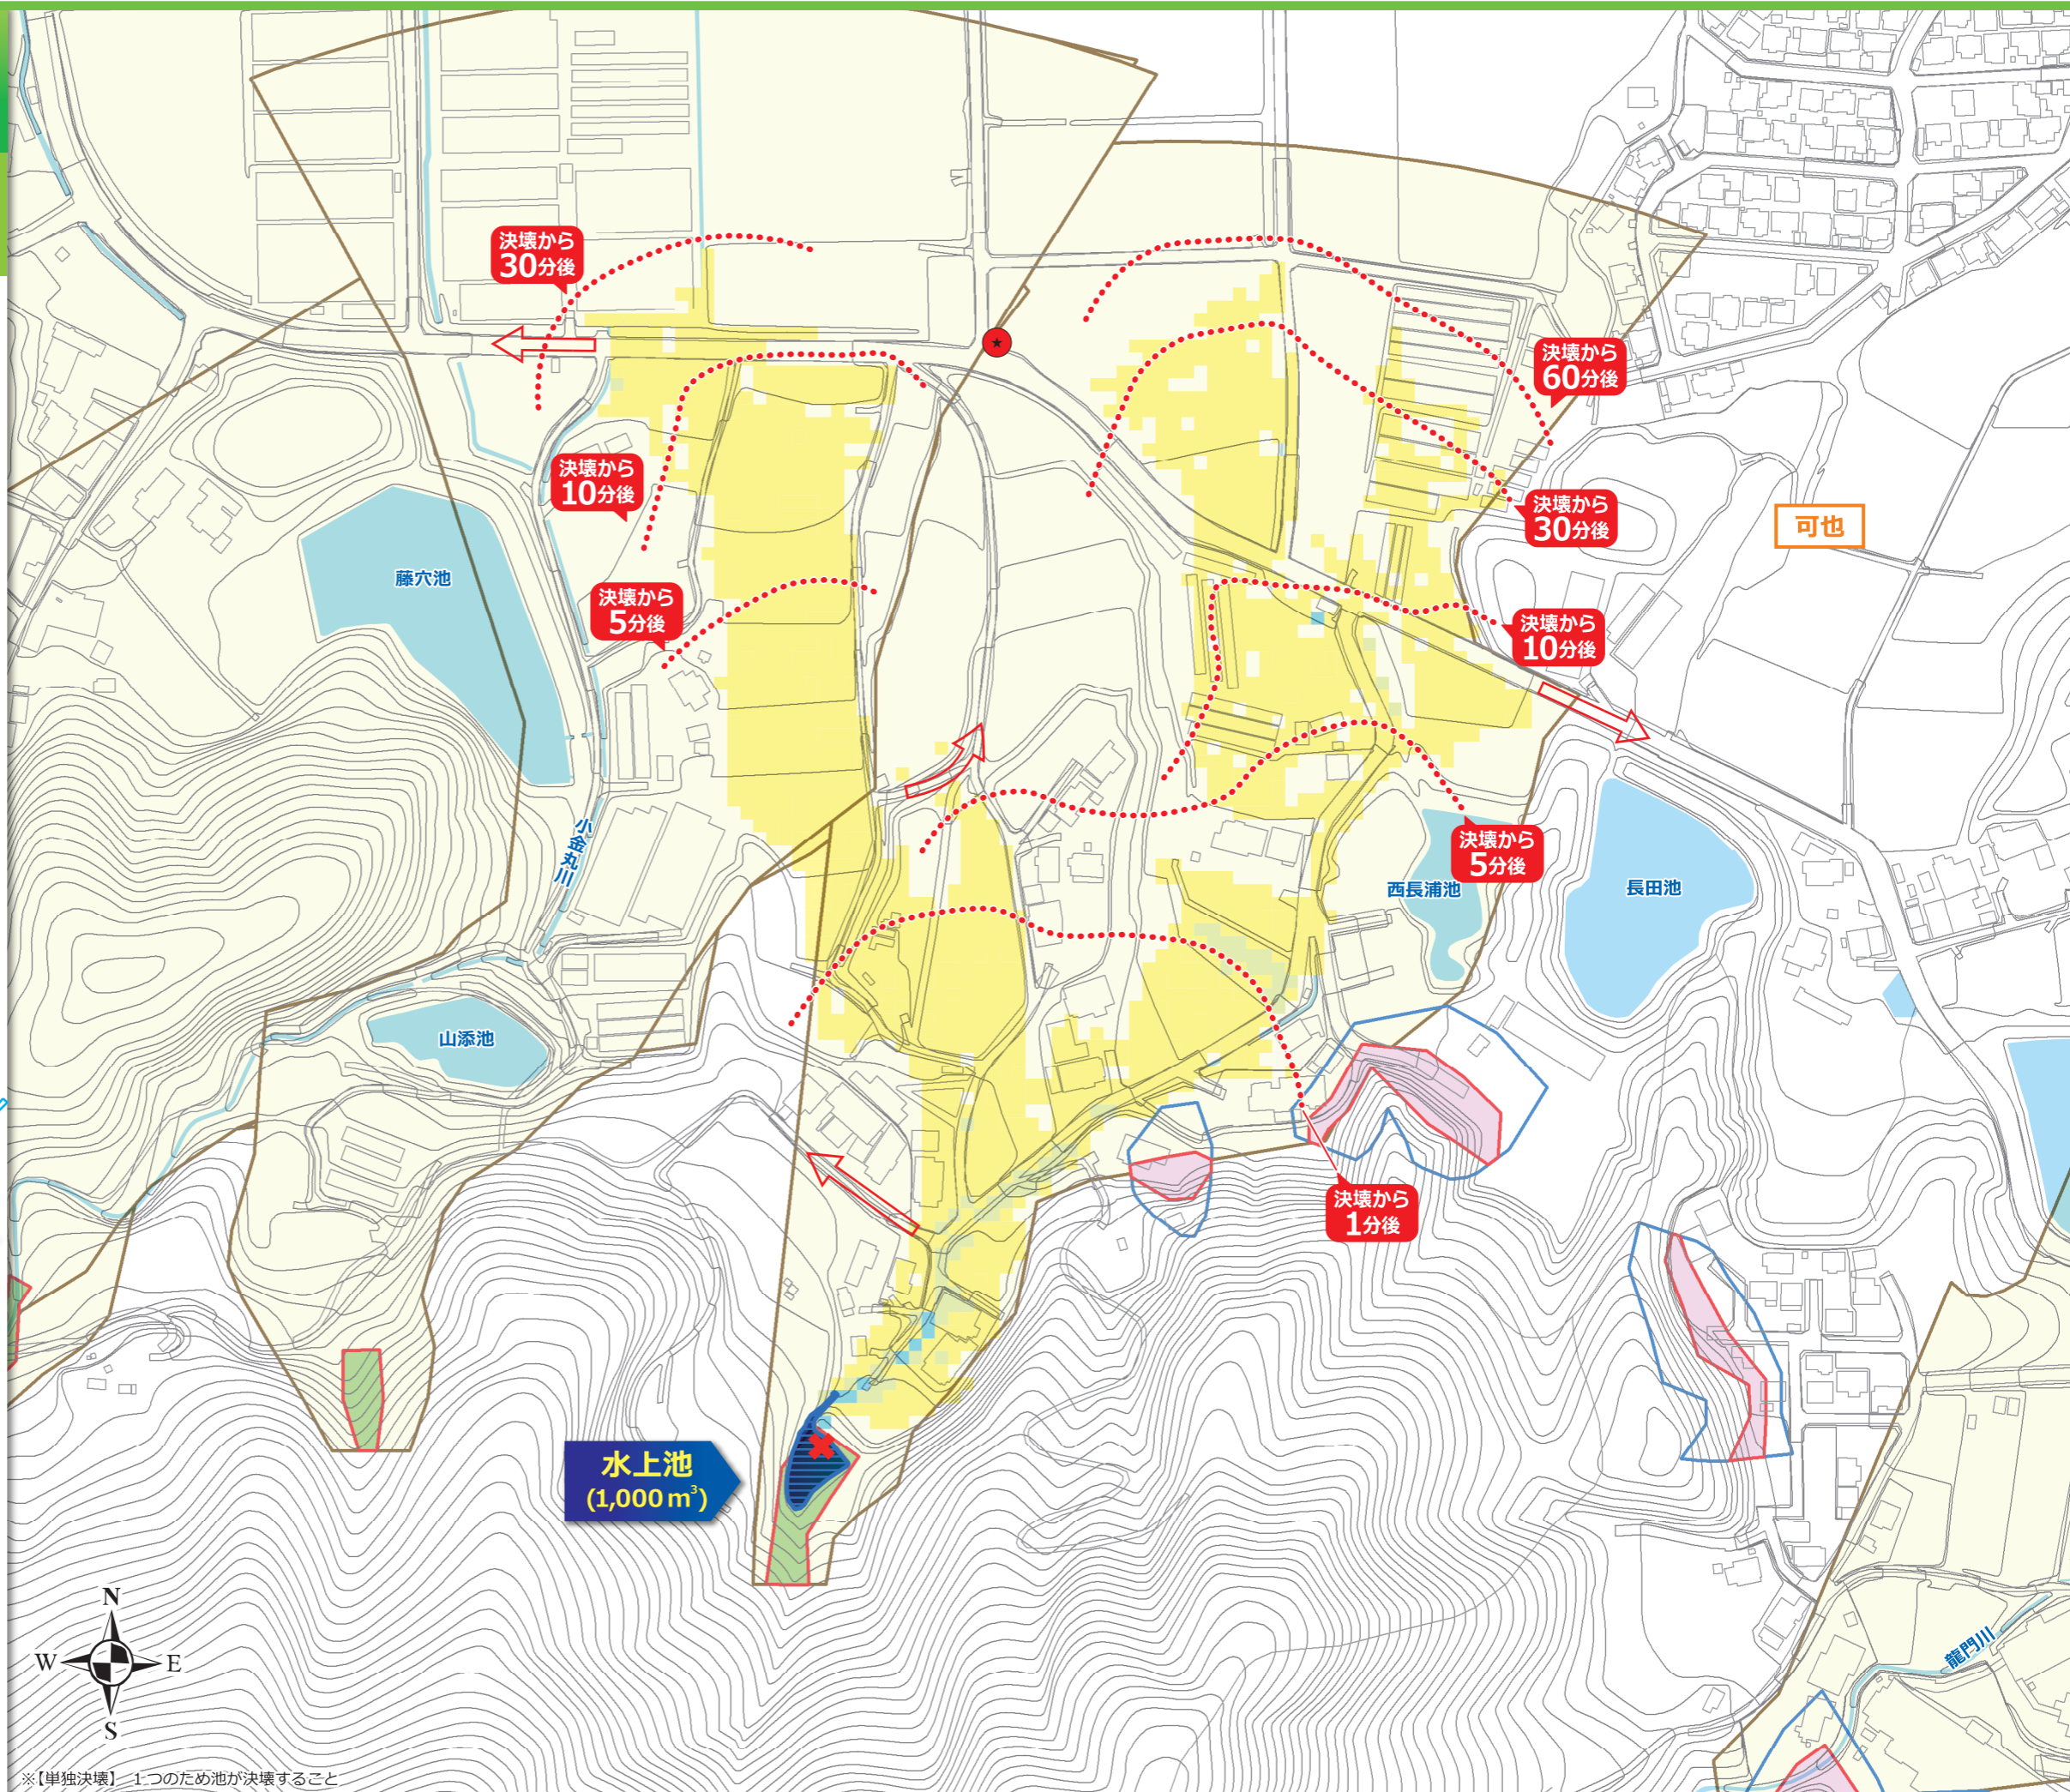 決壊から
30分後
決壊から
60分後
決壊から
10分後
決壊から
30分後
可也
藤穴池
決壊から
5分後
決壊から
10分後
小金丸川
決壊から
5分後
西長浦池
長田池
山添池
決壊から
1分後
水上池
(1,000m³)
N
W E
S
龍門川
※【単独決壊】 1つのため池が決壊すること